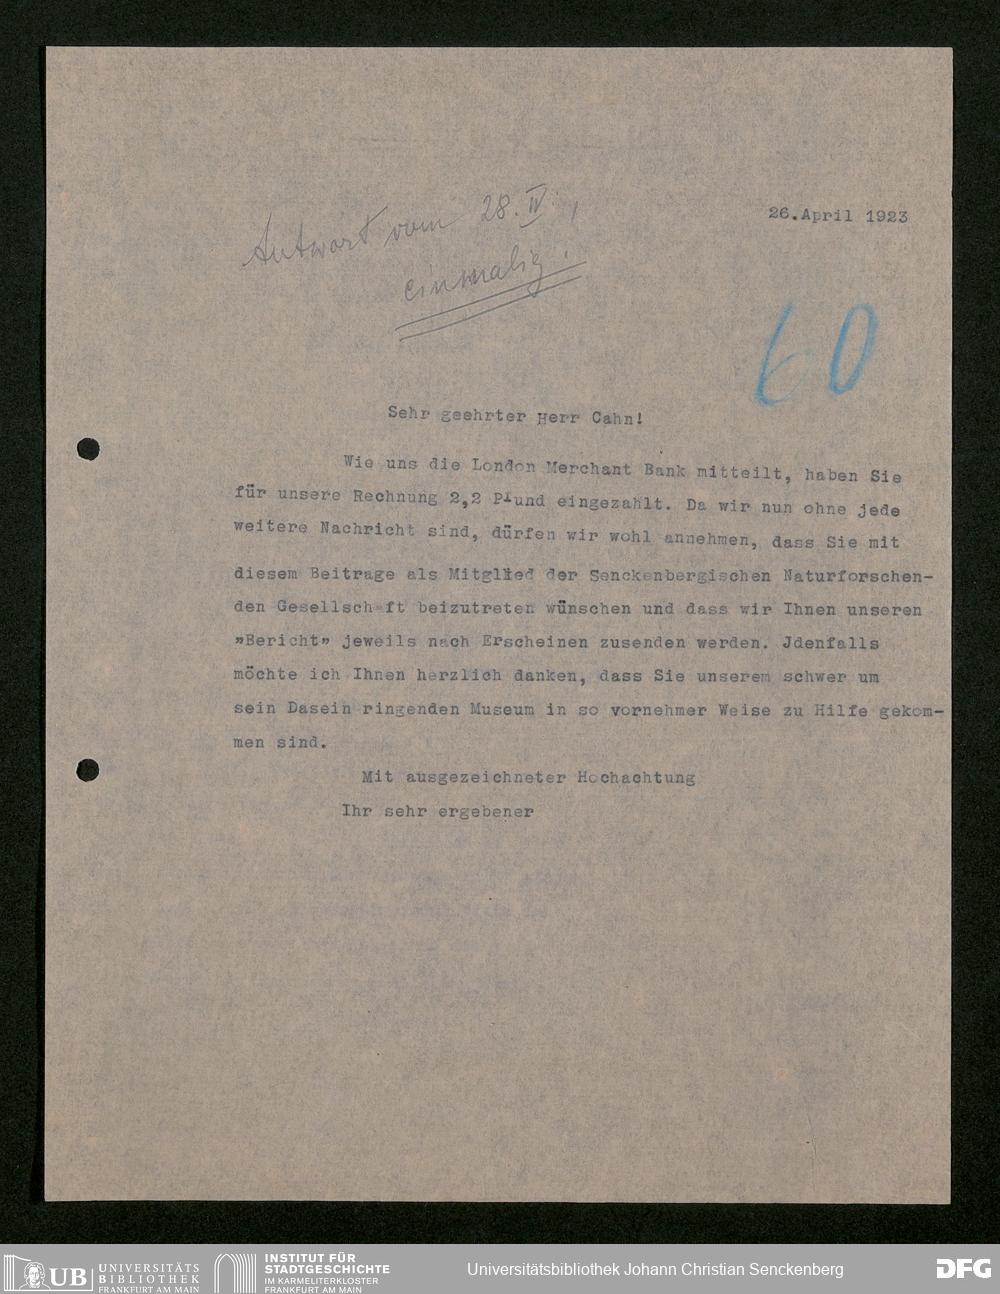 Antwort vom 28. IV.,
einmalig!
26.April 1923
60
Sehr geehrter Herr Cahn!
Wie uns die London Merchant Bank mitteilt, haben Sie
für unsere Rechnung 2,2 Pfund eingezahlt. Da wir nun ohne jede
weitere Nachricht sind, dürfen wir wohl annehmen, dass Sie mit
diesem Beitrage als Mitglied der Senckenbergischen Naturforschen-
den Gesellschaft beizutreten wünschen und dass wir Ihnen unseren
"Bericht" jeweils nach Erscheinen zusenden werden. Jdenfalls
möchte ich Ihnen herzlich danken, dass Sie unserem schwer um
sein Dasein ringenden Museum in so vornehmer Weise zu Hilfe gekom-
men sind.
Mit ausgezeichneter Hochachtung
Ihr sehr ergebener
UB UNIVERSITÄTS
BIBLIOTHEK
FRANKFURT AM MAIN
INSTITUT FÜR
STADTGESCHICHTE
IM KARMELITERKLOSTER
FRANKFURT AM MAIN
Universitätsbibliothek Johann Christian Senckenberg
DFG